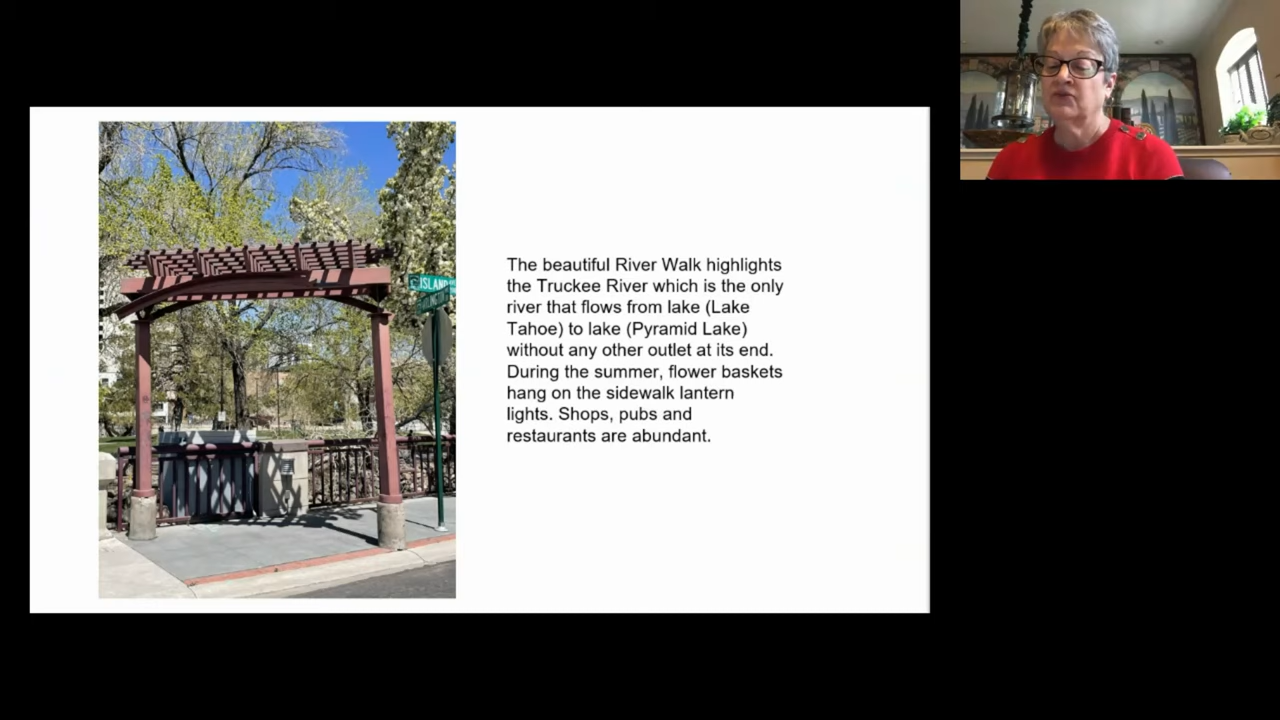 The beautiful River Walk highlights
the Truckee River which is the only
river that flows from lake (Lake
Tahoe) to lake (Pyramid Lake)
without any other outlet at its end.
During the summer, flower baskets
hang on the sidewalk lantern
lights. Shops, pubs and
restaurants are abundant.
ISLAND